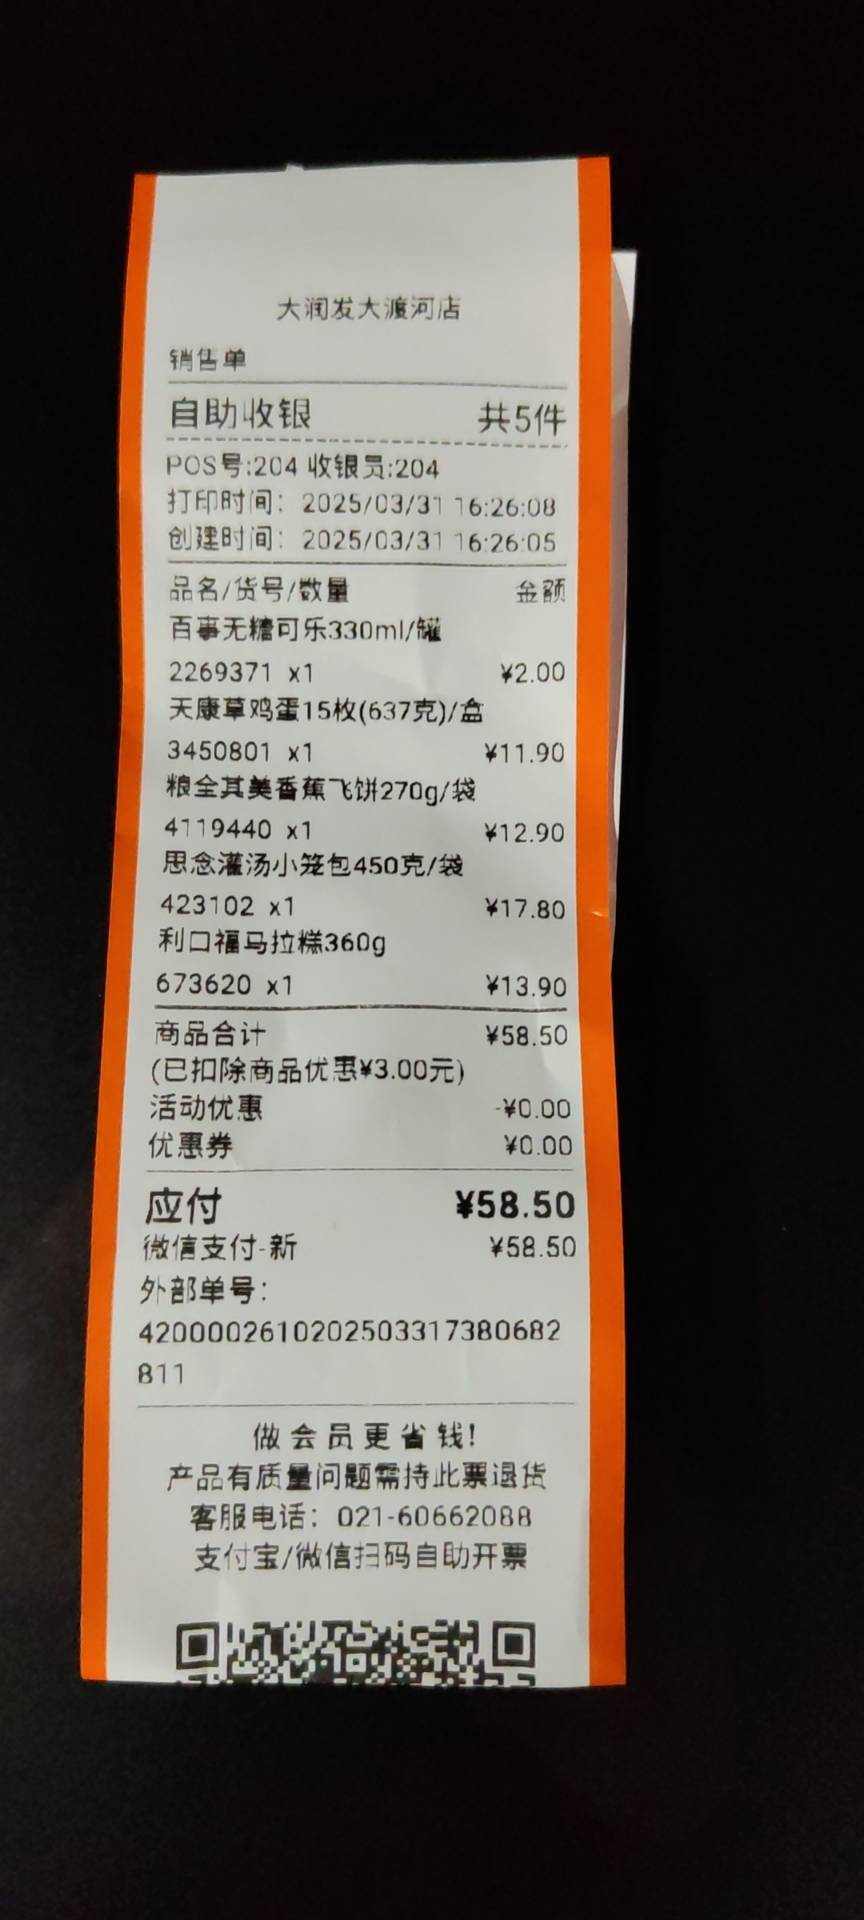 大润发大渡河店
销售单
自助收银 共5件
POS号:204 收银员:204
打印时间: 2025/03/31 16:26:08
创建时间: 2025/03/31 16:26:05
品名/货号/数量 金额
百事无糖可乐330ml/罐
2269371 x1 ¥2.00
天康草鸡蛋15枚(637克)/盒
3450801 x1 ¥11.90
粮全其美香蕉飞饼270g/袋
4119440 x1 ¥12.90
思念灌汤小笼包450克/袋
423102 x1 ¥17.80
利口福马拉糕360g
673620 x1 ¥13.90
商品合计 ¥58.50
(已扣除商品优惠¥3.00元)
活动优惠 -¥0.00
优惠券 ¥0.00
应付 ¥58.50
微信支付-新 ¥58.50
外部单号:
4200002610202503317380682
811
做会员更省钱!
产品有质量问题需持此票退货
客服电话: 021-60662088
支付宝/微信扫码自助开票